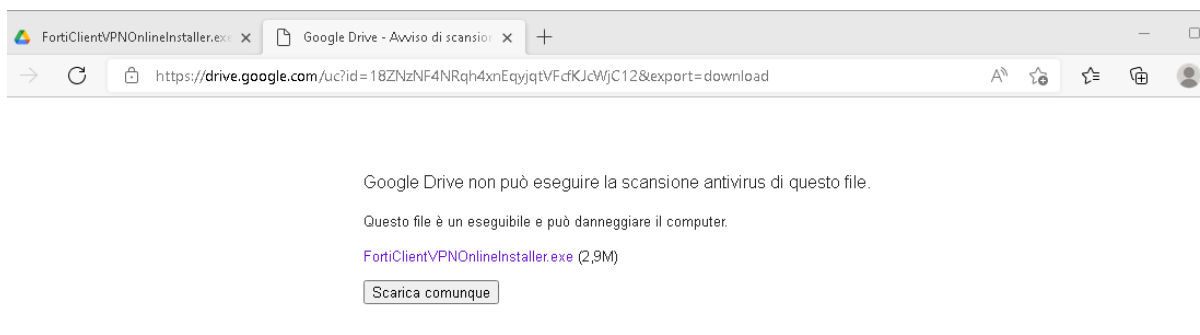 FortiClientVPNOnlineInstaller.exe
Google Drive - Avviso di scansion
https://drive.google.com/uc?id=18ZNzNF4NRqh4xnEqyjqtVFcfKJcWjC12&export=download
Google Drive non può eseguire la scansione antivirus di questo file.
Questo file è un eseguibile e può danneggiare il computer.
FortiClientVPNOnlineInstaller.exe (2,9M)
Scarica comunque